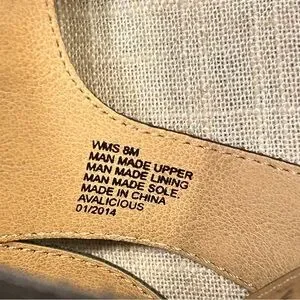 WMS 8M
MAN MADE UPPER
MAN MADE LINING
MAN MADE SOLE.
MADE IN CHINA
AVALICIOUS
01/2014